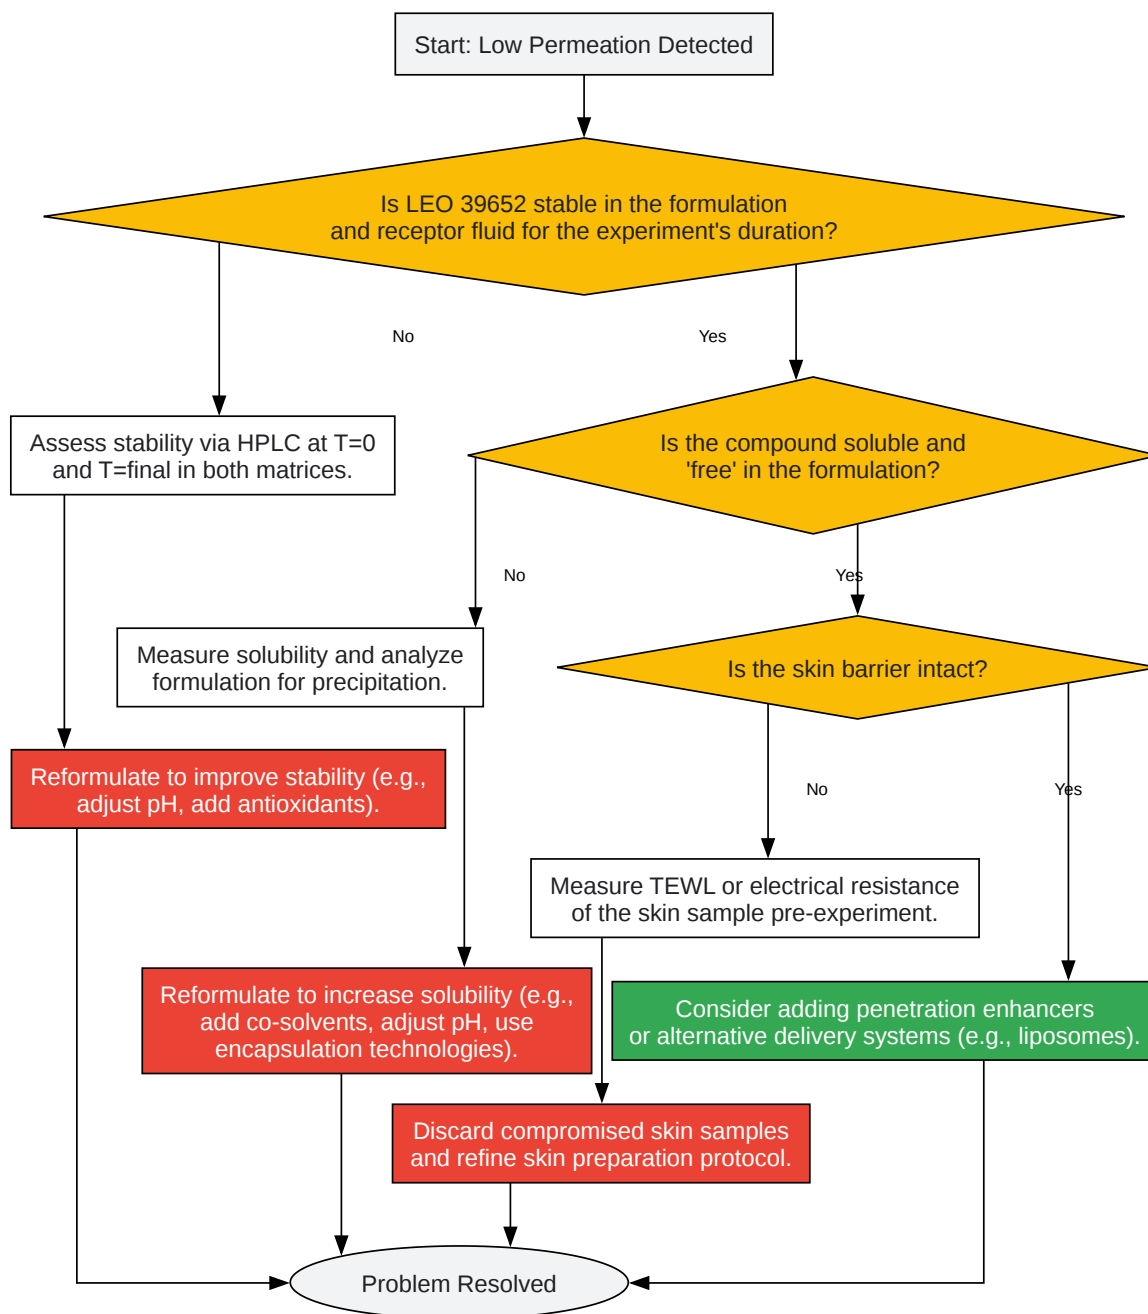 Start: Low Permeation Detected
Is LEO 39652 stable in the formulation
and receptor fluid for the experiment's duration?
No
Yes
Assess stability via HPLC at T=0
and T=final in both matrices.
Is the compound soluble and
'free' in the formulation?
No
Yes
Measure solubility and analyze
formulation for precipitation.
Is the skin barrier intact?
Reformulate to improve stability (e.g.,
adjust pH, add antioxidants).
No
Yes
Measure TEWL or electrical resistance
of the skin sample pre-experiment.
Reformulate to increase solubility (e.g.,
add co-solvents, adjust pH, use
encapsulation technologies).
Consider adding penetration enhancers
or alternative delivery systems (e.g., liposomes).
Discard compromised skin samples
and refine skin preparation protocol.
Problem Resolved